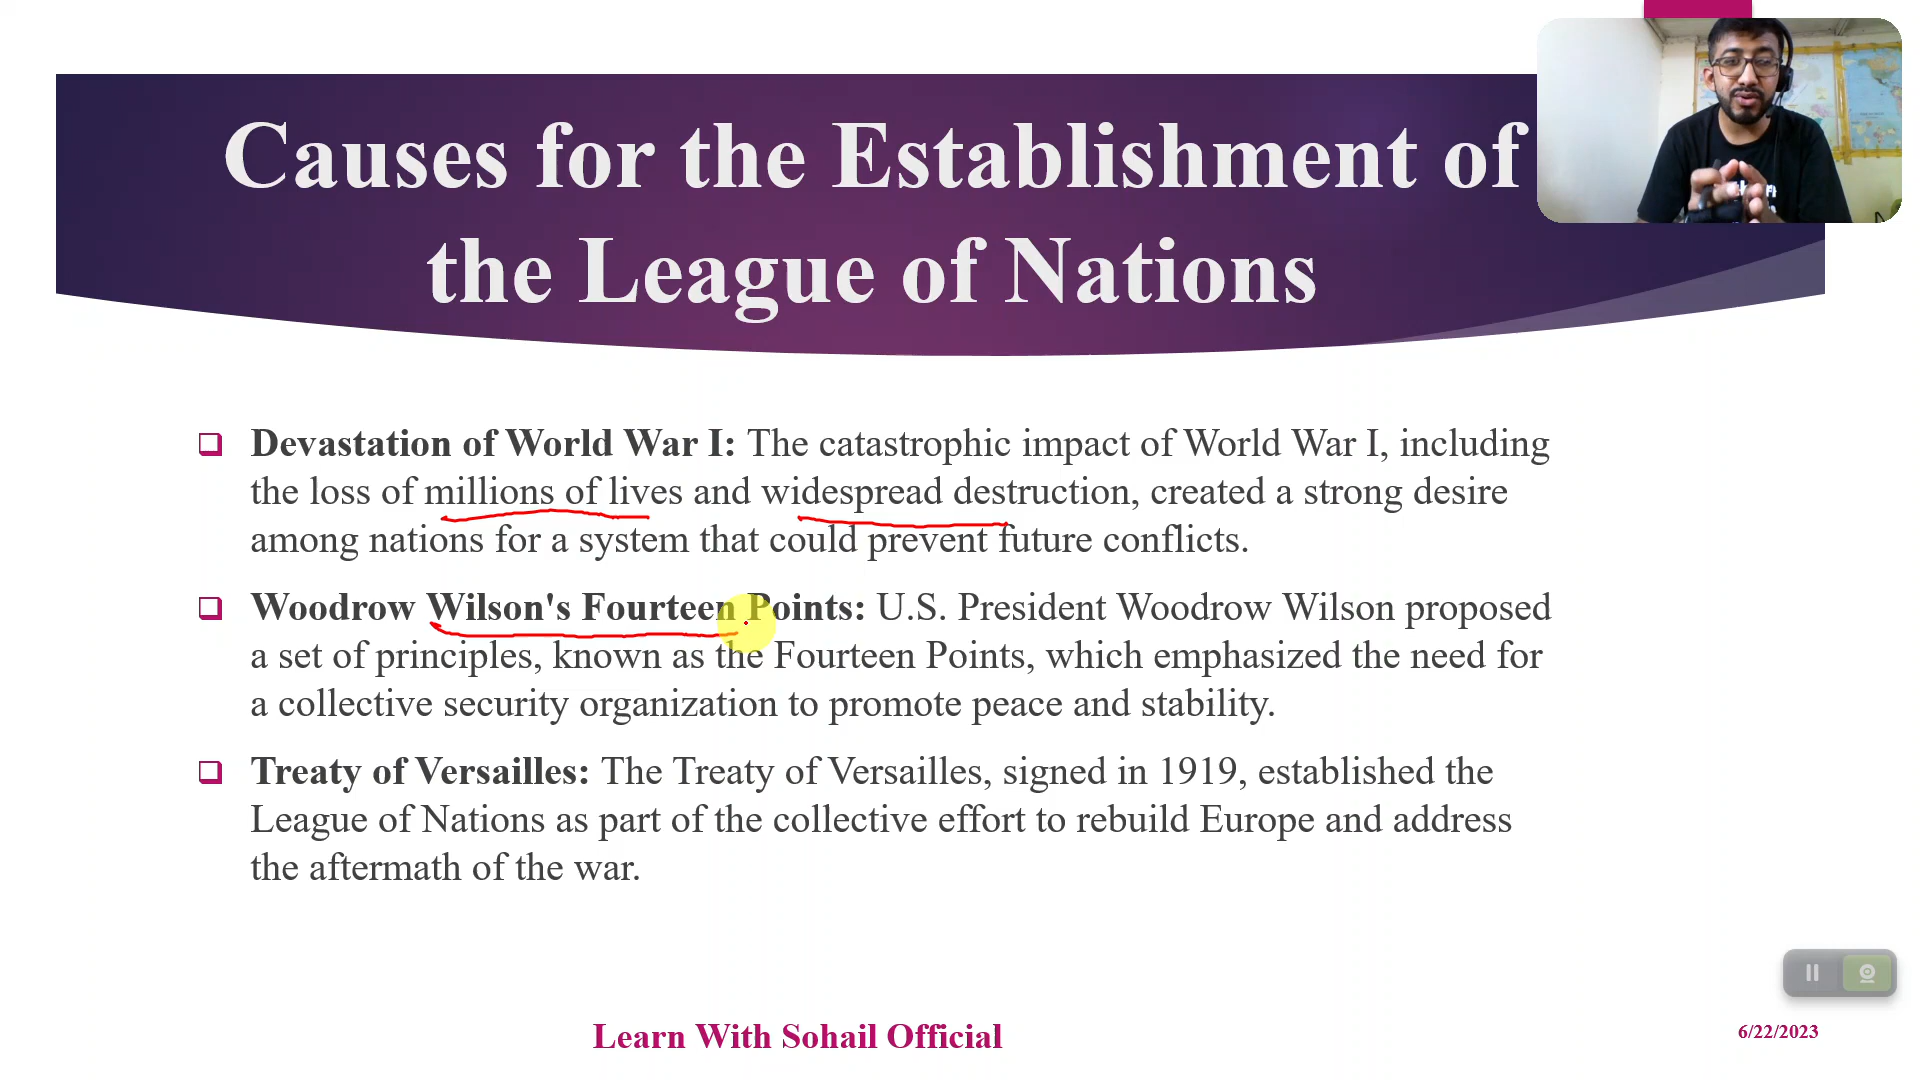 Causes for the Establishment of
the League of Nations
Devastation of World War I: The catastrophic impact of World War I, including
the loss of millions of lives and widespread destruction, created a strong desire
among nations for a system that could prevent future conflicts.
Woodrow Wilson's Fourteen Points: U.S. President Woodrow Wilson proposed
a set of principles, known as the Fourteen Points, which emphasized the need for
a collective security organization to promote peace and stability.
Treaty of Versailles: The Treaty of Versailles, signed in 1919, established the
League of Nations as part of the collective effort to rebuild Europe and address
the aftermath of the war.
Learn With Sohail Official
6/22/2023